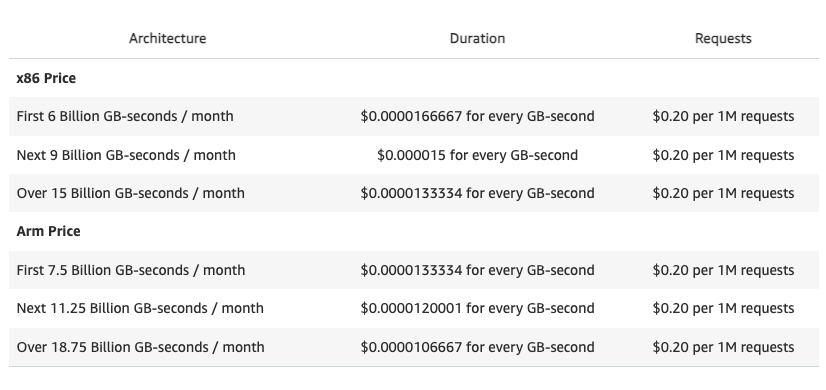 Architecture Duration Requests
x86 Price
First 6 Billion GB-seconds / month $0.0000166667 for every GB-second $0.20 per 1M requests
Next 9 Billion GB-seconds / month $0.000015 for every GB-second $0.20 per 1M requests
Over 15 Billion GB-seconds / month $0.0000133334 for every GB-second $0.20 per 1M requests
Arm Price
First 7.5 Billion GB-seconds / month $0.0000133334 for every GB-second $0.20 per 1M requests
Next 11.25 Billion GB-seconds / month $0.0000120001 for every GB-second $0.20 per 1M requests
Over 18.75 Billion GB-seconds / month $0.0000106667 for every GB-second $0.20 per 1M requests